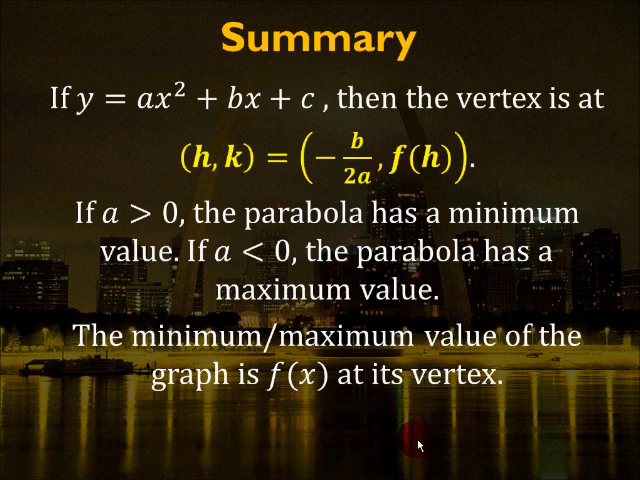 Summary
If y = ax² + bx + c , then the vertex is at
(h, k) = (−b/2a, f(h)).
If a > 0, the parabola has a minimum
value. If a < 0, the parabola has a
maximum value.
The minimum/maximum value of the
graph is f(x) at its vertex.